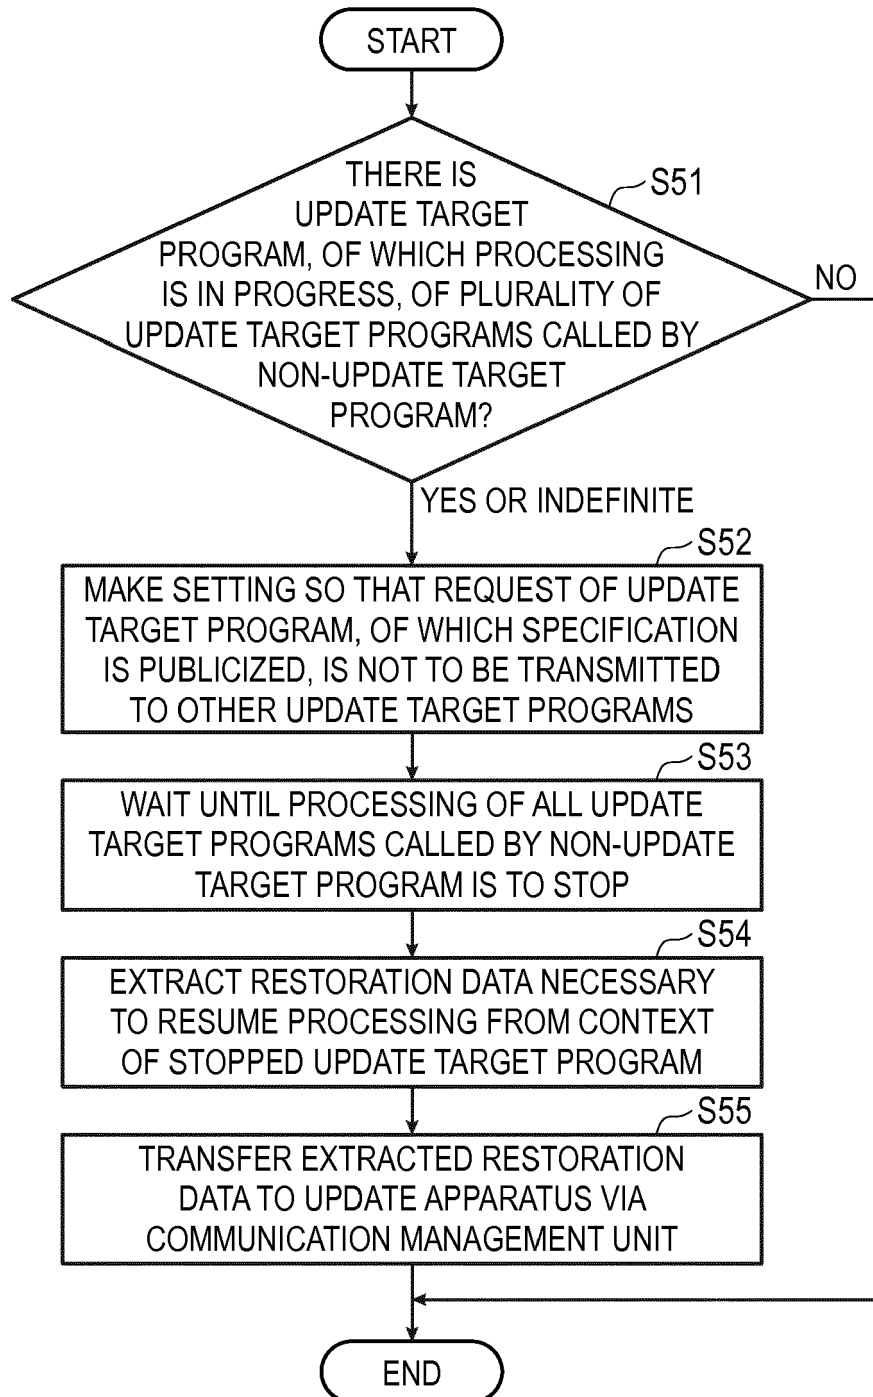 START
S51
THERE IS
UPDATE TARGET
PROGRAM, OF WHICH PROCESSING
IS IN PROGRESS, OF PLURALITY OF
UPDATE TARGET PROGRAMS CALLED BY
NON-UPDATE TARGET
PROGRAM?
NO
YES OR INDEFINITE
S52
MAKE SETTING SO THAT REQUEST OF UPDATE
TARGET PROGRAM, OF WHICH SPECIFICATION
IS PUBLICIZED, IS NOT TO BE TRANSMITTED
TO OTHER UPDATE TARGET PROGRAMS
S53
WAIT UNTIL PROCESSING OF ALL UPDATE
TARGET PROGRAMS CALLED BY NON-UPDATE
TARGET PROGRAM IS TO STOP
S54
EXTRACT RESTORATION DATA NECESSARY
TO RESUME PROCESSING FROM CONTEXT
OF STOPPED UPDATE TARGET PROGRAM
S55
TRANSFER EXTRACTED RESTORATION
DATA TO UPDATE APPARATUS VIA
COMMUNICATION MANAGEMENT UNIT
END